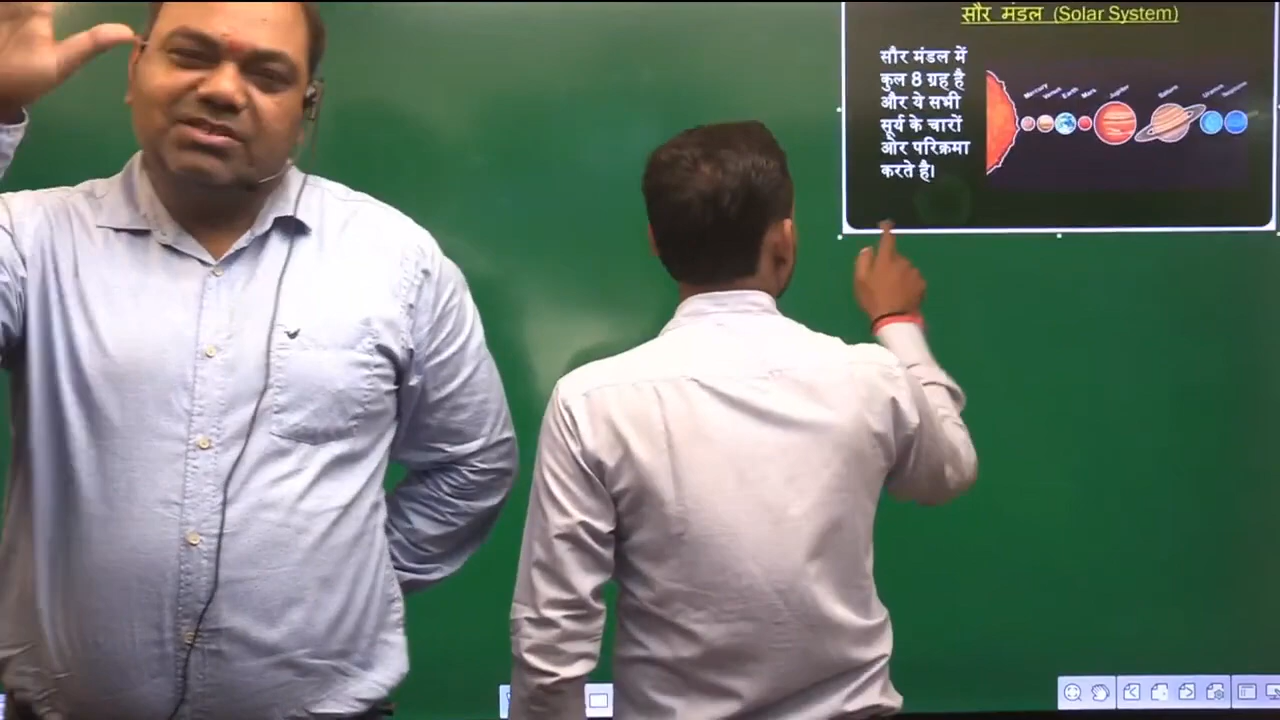 सौर मंडल (Solar System)
सौर मंडल में
कुल 8 ग्रह है
और ये सभी
सूर्य के चारों
ओर परिक्रमा
करते है।
Mercury
Venus
Earth
Mars
Jupiter
Saturn
Uranus
Neptune